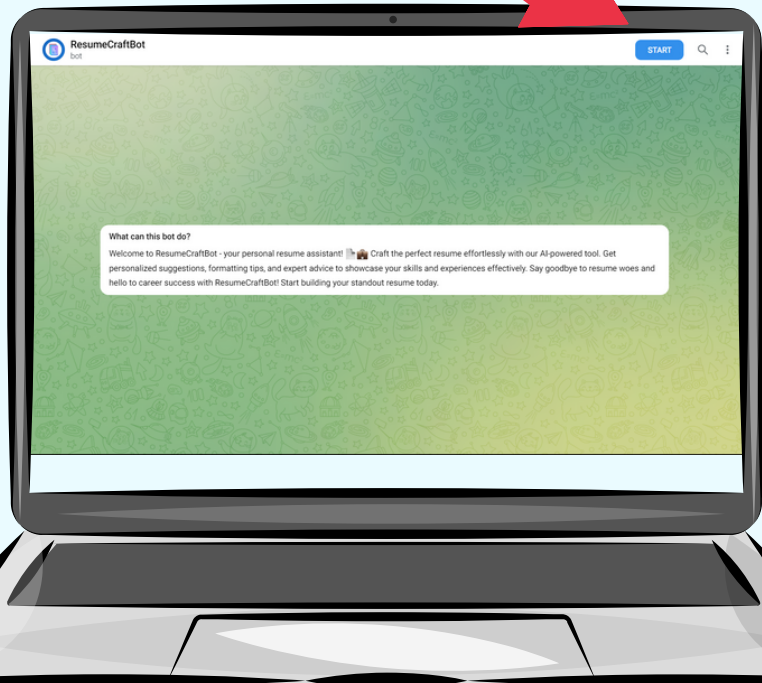 ResumeCraftBot
bot
START
What can this bot do?
Welcome to ResumeCraftBot - your personal resume assistant! 📄💼 Craft the perfect resume effortlessly with our AI-powered tool. Get
personalized suggestions, formatting tips, and expert advice to showcase your skills and experiences effectively. Say goodbye to resume woes and
hello to career success with ResumeCraftBot! Start building your standout resume today.